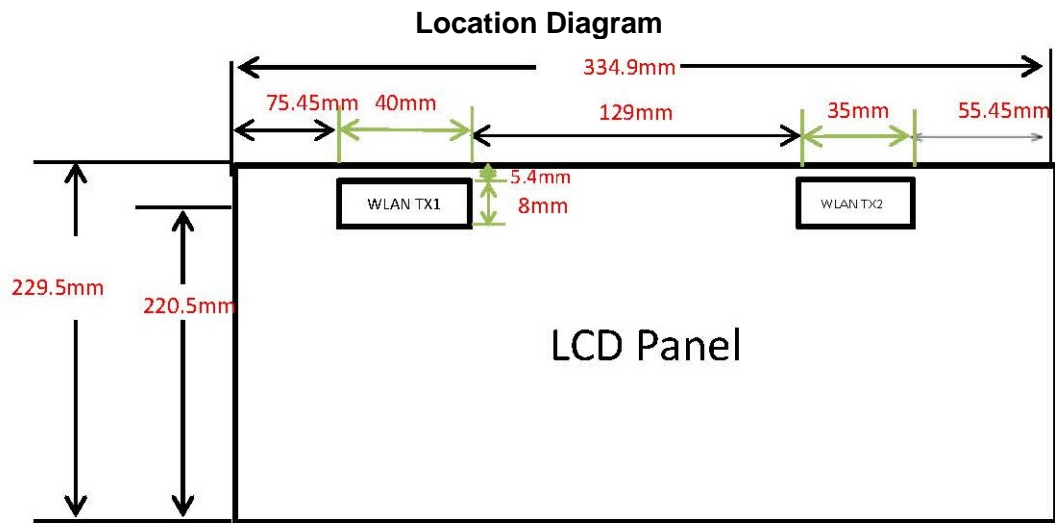 Location Diagram
334.9mm
75.45mm 40mm 129mm 35mm 55.45mm
5.4mm
WLAN TX1 8mm WLAN TX2
229.5mm 220.5mm
LCD Panel